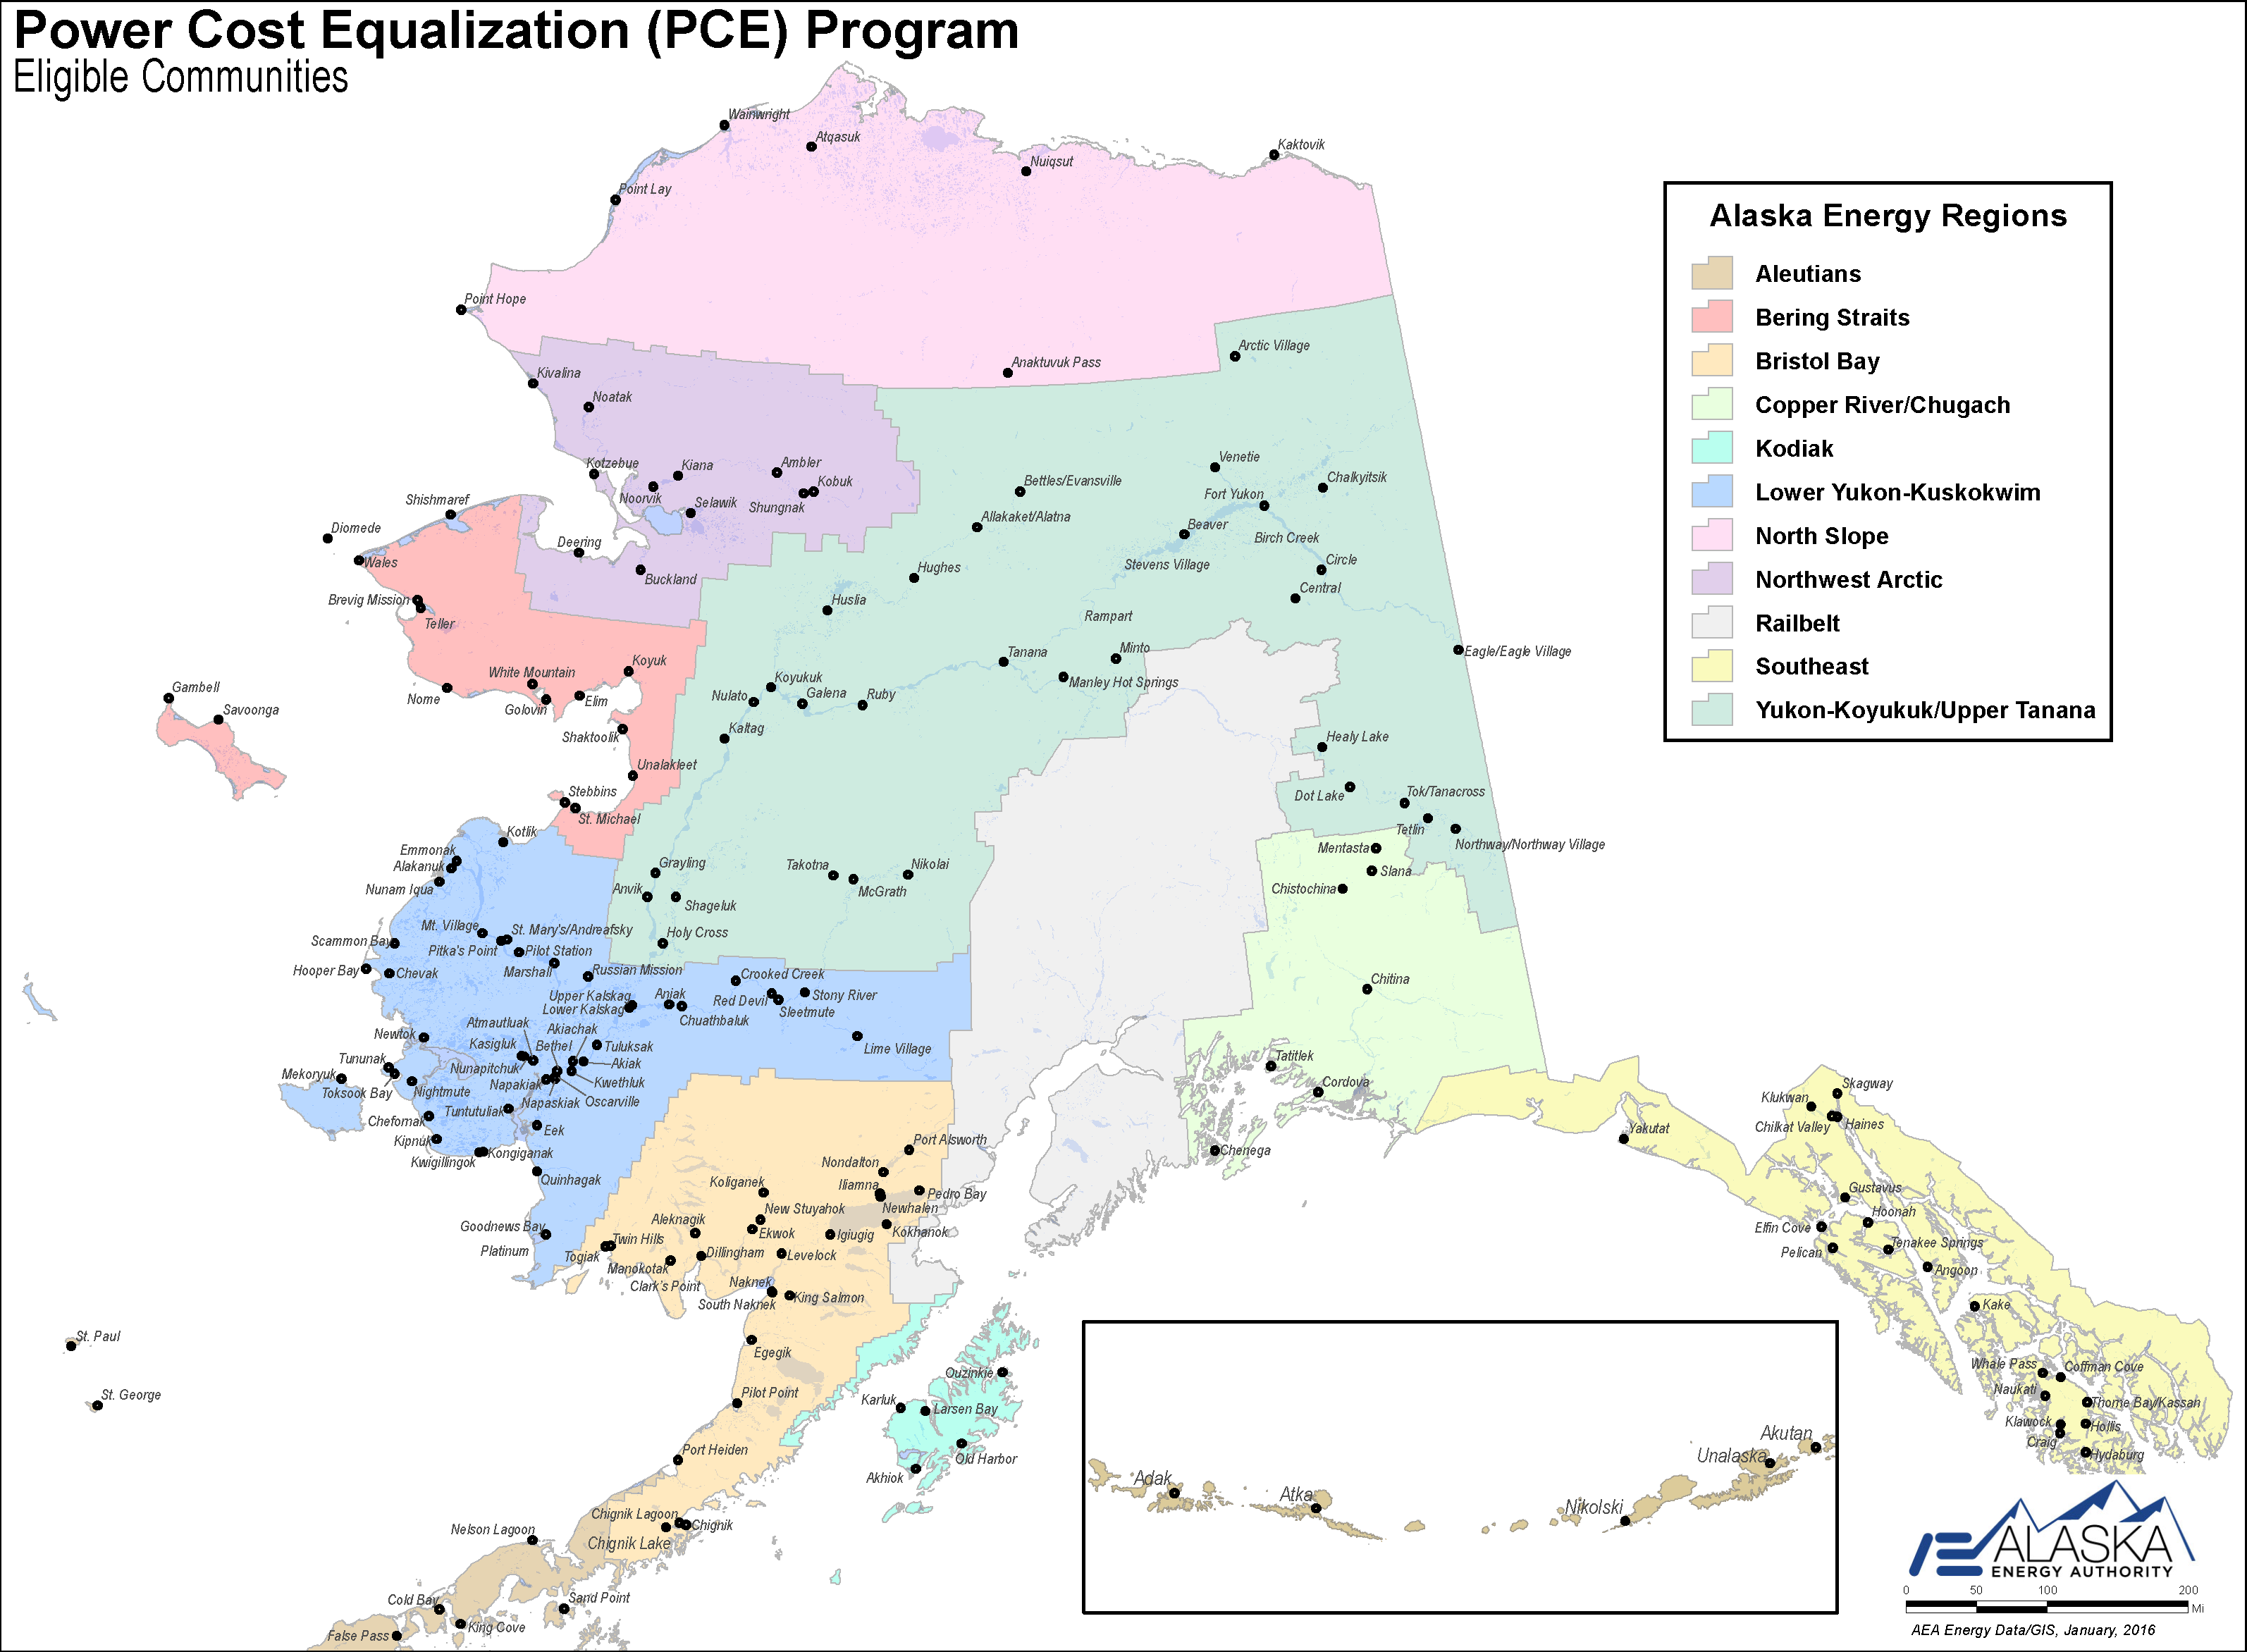 Power Cost Equalization (PCE) Program
Eligible Communities
Wainwright
Atqasuk
Nuiqsut
Kaktovik
Point Lay
Point Hope
Anaktuvuk Pass
Arctic Village
Alaska Energy Regions
Aleutians
Bering Straits
Bristol Bay
Copper River/Chugach
Kodiak
Lower Yukon-Kuskokwim
North Slope
Northwest Arctic
Railbelt
Southeast
Yukon-Koyukuk/Upper Tanana
Kivalina
Noatak
Kotzebue
Kiana
Ambler
Kobuk
Noorvik
Selawik
Shungnak
Deering
Buckland
Venetie
Bettles/Evansville
Chalkyitsik
Fort Yukon
Allakaket/Alatna
Beaver
Birch Creek
Stevens Village
Circle
Hughes
Central
Huslia
Rampart
Shishmaref
Diomede
Wales
Brevig Mission
Teller
Tanana
Minto
Manley Hot Springs
Eagle/Eagle Village
White Mountain
Koyuk
Nome
Golovin
Elim
Koyukuk
Nulato
Galena
Ruby
Gambell
Savoonga
Shaktoolik
Kaltag
Healy Lake
Unalakleet
Stebbins
St. Michael
Dot Lake
Tok/Tanacross
Tetlin
Northway/Northway Village
Kotlik
Emmonak
Alakanuk
Nunam Iqua
Grayling
Anvik
Shageluk
Holy Cross
Takotna
McGrath
Nikolai
Mentasta
Slana
Chistochina
Mt. Village
St. Mary's/Andreafsky
Scammon Bay
Pitka's Point
Pilot Station
Hooper Bay
Chevak
Marshall
Russian Mission
Crooked Creek
Upper Kalskag
Aniak
Red Devil
Stony River
Lower Kalskag
Chuathbaluk
Sleetmute
Chitina
Newtok
Atmautluak
Akiachak
Kasigluk
Bethel
Tuluksak
Lime Village
Tununak
Nunapitchuk
Akiak
Mekoryuk
Toksook Bay
Nightmute
Napakiak
Kwethluk
Napaskiak
Oscarville
Chefornak
Tuntutuliak
Eek
Kipnuk
Kwigillingok
Kongiganak
Quinhagak
Goodnews Bay
Platinum
Tatitlek
Cordova
Chenega
Yakutat
Skagway
Klukwan
Chilkat Valley
Haines
Gustavus
Hoonah
Elfin Cove
Pelican
Tenakee Springs
Angoon
Kake
Whale Pass
Coffman Cove
Naukati
Thorne Bay/Kassan
Klawock
Hollis
Craig
Hydaburg
Port Alsworth
Nondalton
Iliamna
Pedro Bay
Newhalen
Koliganek
New Stuyahok
Aleknagik
Ekwok
Igiugig
Kokhanok
Twin Hills
Togiak
Dillingham
Levelock
Manokotak
Clark's Point
Naknek
South Naknek
King Salmon
Egegik
Pilot Point
Port Heiden
St. Paul
St. George
Ouzinkie
Karluk
Larsen Bay
Old Harbor
Akhiok
Chignik Lagoon
Chignik
Chignik Lake
Nelson Lagoon
Cold Bay
Sand Point
King Cove
False Pass
Adak
Atka
Nikolski
Unalaska
Akutan
ALASKA
ENERGY AUTHORITY
0 50 100 200
Mi
AEA Energy Data/GIS, January, 2016